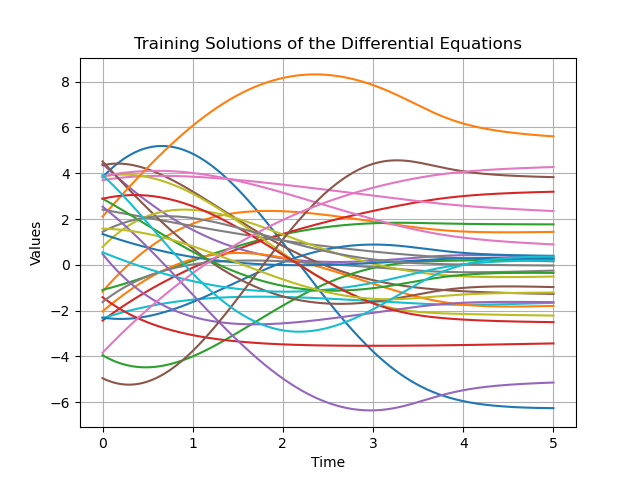 Training Solutions of the Differential Equations
8
6
4
2
0
−2
−4
−6
Values
0 1 2 3 4 5
Time